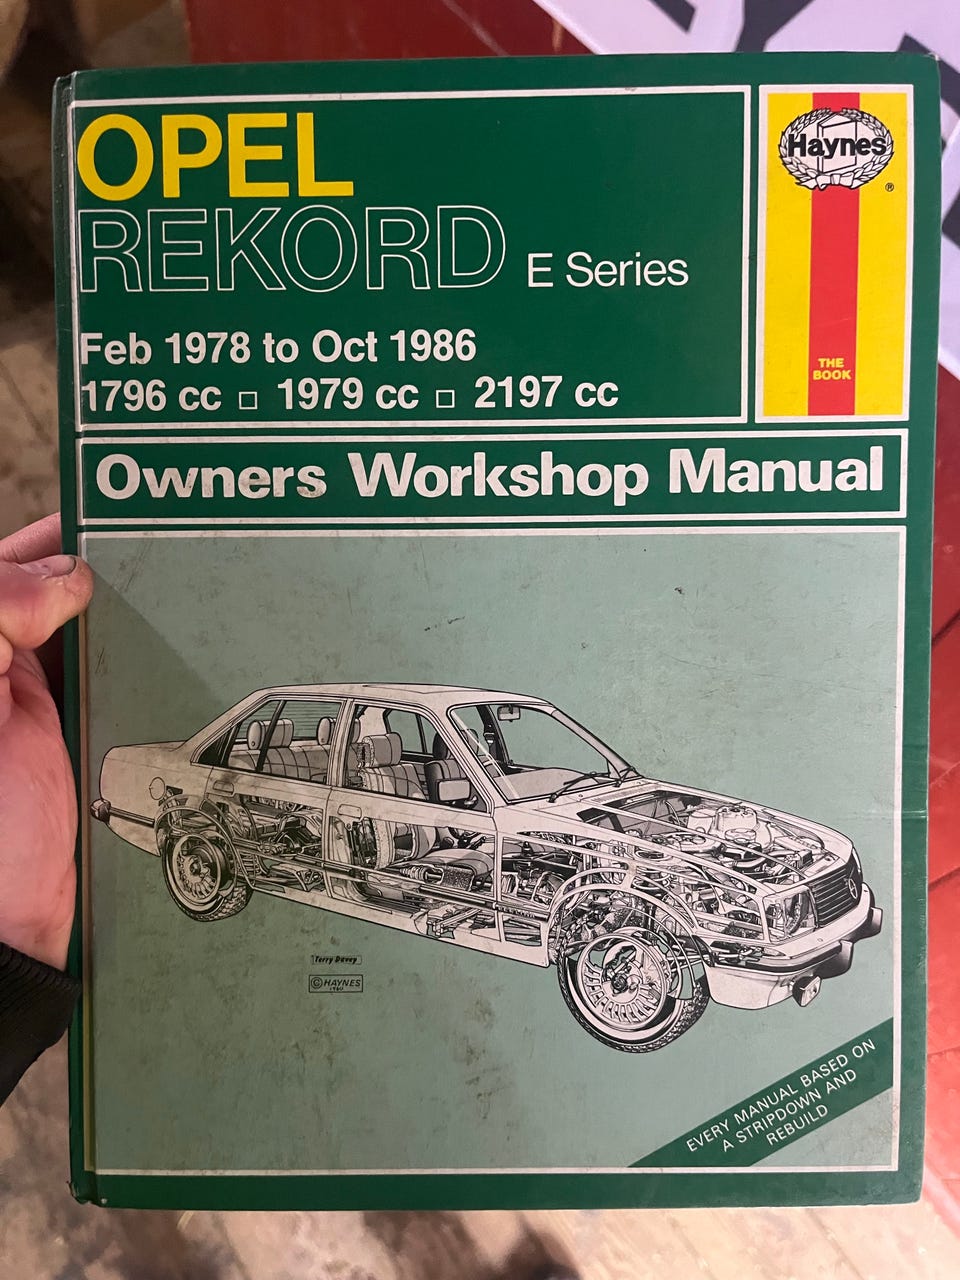 OPEL
REKORD E Series
Feb 1978 to Oct 1986
1796 cc □ 1979 cc □ 2197 cc
Haynes
®
THE
BOOK
Owners Workshop Manual
Terry Davey
© HAYNES
1980
EVERY MANUAL BASED ON
A STRIPDOWN AND
REBUILD